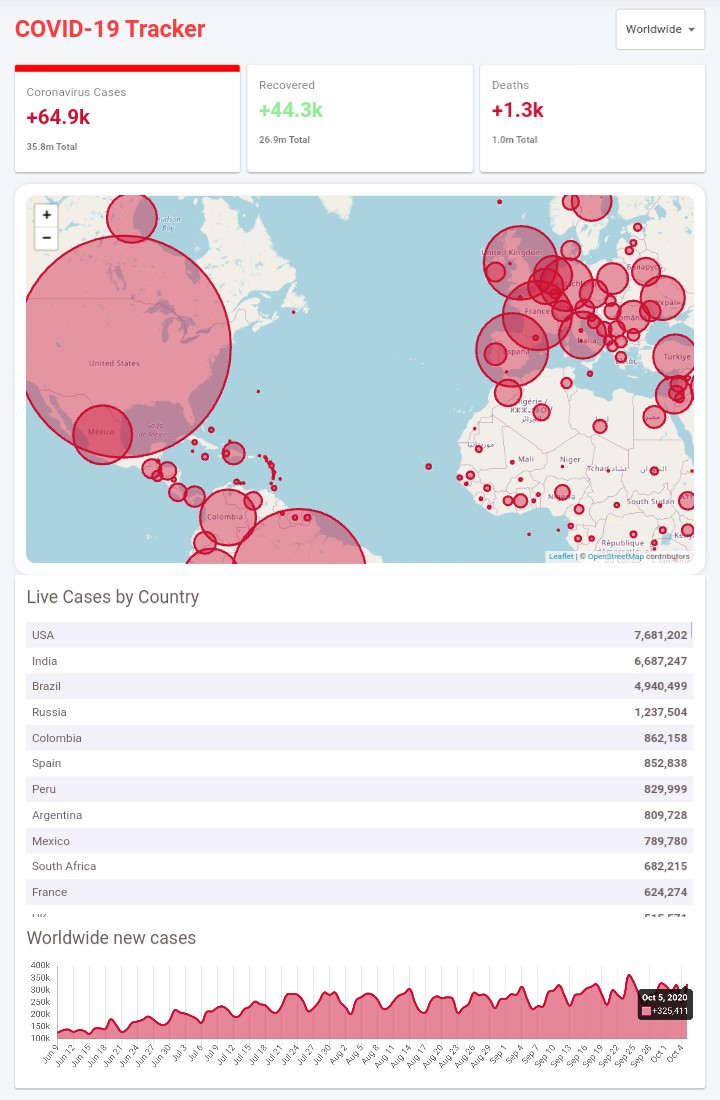 COVID-19 Tracker
Worldwide
Coronavirus Cases
+64.9k
35.8m Total
Recovered
+44.3k
26.9m Total
Deaths
+1.3k
1.0m Total
+
−
Hudson
Bay
United Kingdom
Беларусь
France
România
Italia
España
Türkiye
United States
México
Golfo
de México
Colombia
Mali
Niger
South Sudan
République
Leaflet | © OpenStreetMap contributors
Live Cases by Country
USA 7,681,202
India 6,687,247
Brazil 4,940,499
Russia 1,237,504
Colombia 862,158
Spain 852,838
Peru 829,999
Argentina 809,728
Mexico 789,780
South Africa 682,215
France 624,274
Worldwide new cases
400k
350k
300k
250k
200k
150k
100k
Oct 5, 2020
+325,411
Jun 9 Jun 12 Jun 15 Jun 18 Jun 21 Jun 24 Jun 27 Jun 30 Jul 3 Jul 6 Jul 9 Jul 12 Jul 15 Jul 18 Jul 21 Jul 24 Jul 27 Jul 30 Aug 2 Aug 5 Aug 8 Aug 11 Aug 14 Aug 17 Aug 20 Aug 23 Aug 26 Aug 29 Sep 1 Sep 4 Sep 7 Sep 10 Sep 13 Sep 16 Sep 19 Sep 22 Sep 25 Sep 28 Oct 1 Oct 4